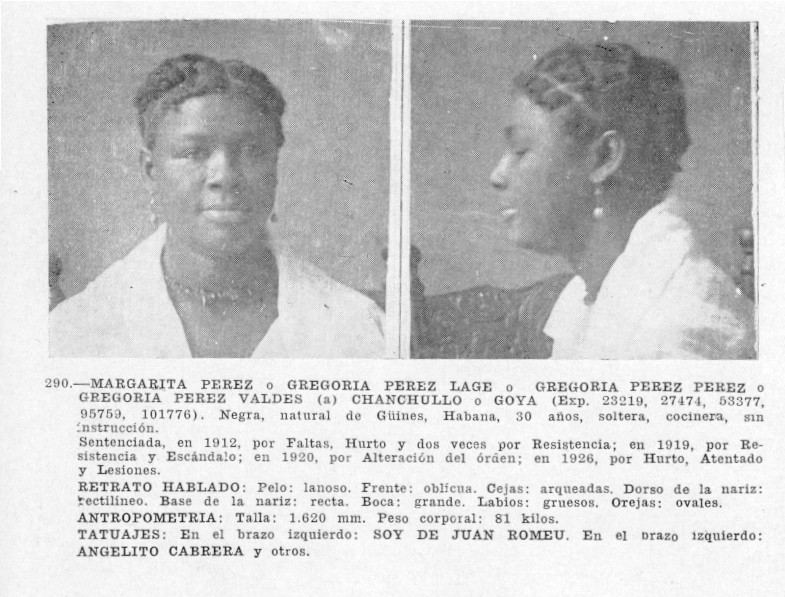 290.—MARGARITA PEREZ o GREGORIA PEREZ LAGE o GREGORIA PEREZ PEREZ o
GREGORIA PEREZ VALDES (a) CHANCHULLO o GOYA (Exp. 23219, 27474, 53377,
95759, 101776). Negra, natural de Güines, Habana, 30 años, soltera, cocinera, sin
instrucción.
Sentenciada, en 1912, por Faltas, Hurto y dos veces por Resistencia; en 1919, por Re-
sistencia y Escándalo; en 1920, por Alteración del órden; en 1926, por Hurto, Atentado
y Lesiones.
RETRATO HABLADO: Pelo: lanoso. Frente: oblícua. Cejas: arqueadas. Dorso de la nariz:
rectilíneo. Base de la nariz: recta. Boca: grande. Labios: gruesos. Orejas: ovales.
ANTROPOMETRIA: Talla: 1.620 mm. Peso corporal: 81 kilos.
TATUAJES: En el brazo izquierdo: SOY DE JUAN ROMEU. En el brazo izquierdo:
ANGELITO CABRERA y otros.